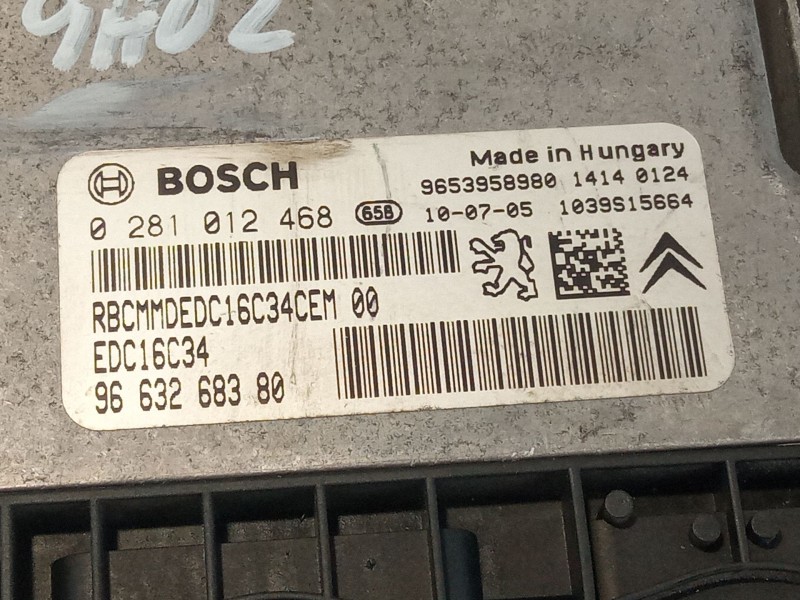 9H02
BOSCH
Made in Hungary
9653958980 1414 0124
0 281 012 468 658 10-07-05 1039S15664
RBCMMDEDC16C34CEM 00
EDC16C34
96 632 683 80